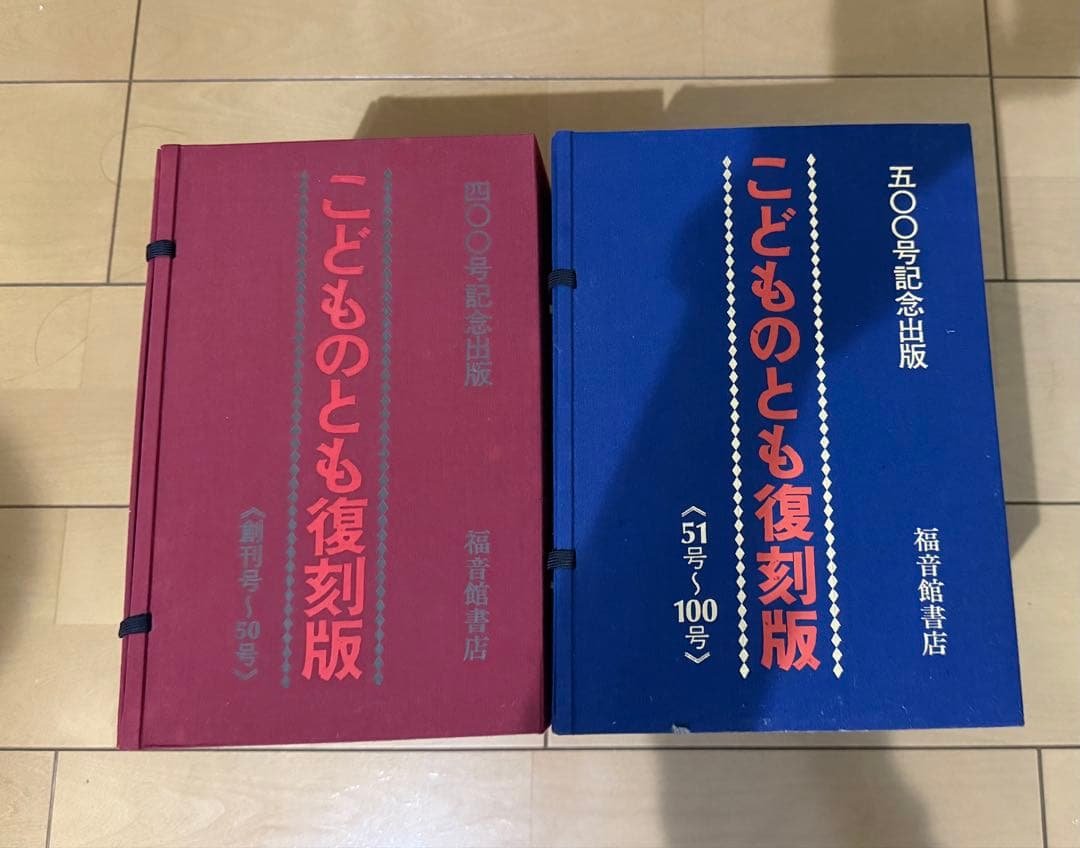 四〇〇号記念出版
こどものとも復刻版
《創刊号～50号》
福音館書店
五〇〇号記念出版
こどものとも復刻版
《51号～100号》
福音館書店